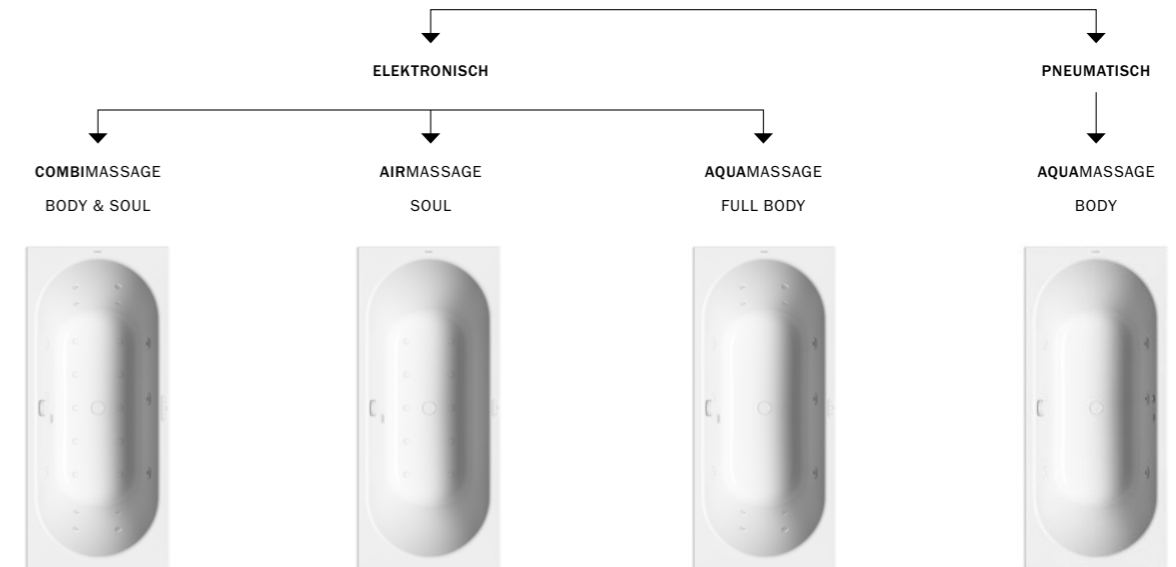 ELEKTRONISCH
PNEUMATISCH
COMBIMASSAGE
BODY & SOUL
AIRMASSAGE
SOUL
AQUAMASSAGE
FULL BODY
AQUAMASSAGE
BODY